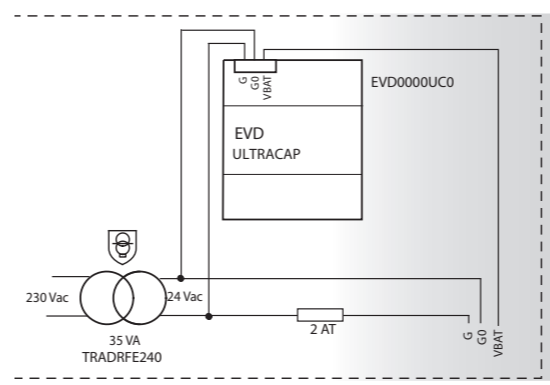 G
G0
VBAT
EVD0000UC0
EVD
ULTRACAP
230 Vac
24 Vac
2 AT
35 VA
TRADRFE240
G
G0
VBAT